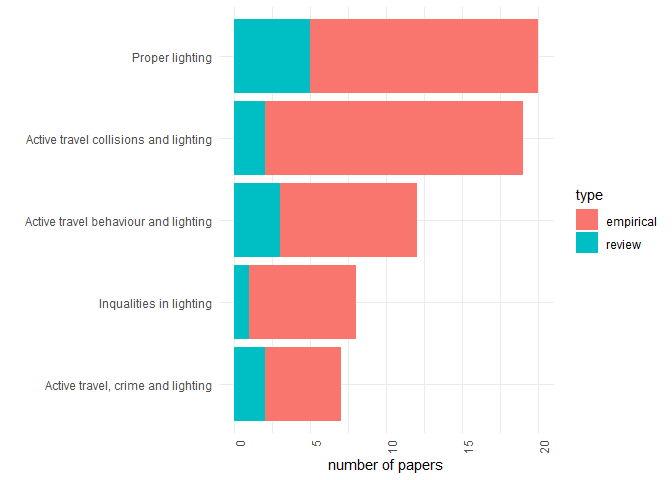 Proper lighting
Active travel collisions and lighting
Active travel behaviour and lighting
Inqualities in lighting
Active travel, crime and lighting
0 5 10 15 20
number of papers
type
empirical
review